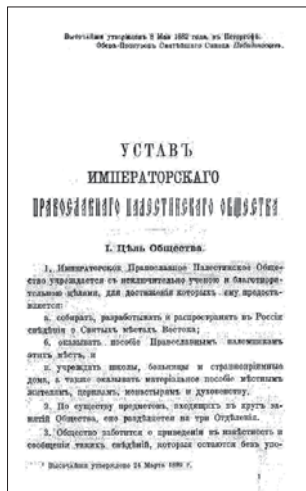 Высочайше утвержденъ 8 Мая 1882 года, въ Петергофѣ.
Оберъ-Прокуроръ Святѣйшаго Синода Побѣдоносцевъ.
УСТАВЪ
ИМПЕРАТОРСКАГО
ПРАВОСЛАВНАГО ПАЛЕСТИНСКАГО ОБЩЕСТВА
I. Цѣль Общества.
1. Императорское Православное Палестинское Обще-
ство учреждается съ исключительно ученою и благотвори-
тельною цѣлями, для достиженія которыхъ ему предоста-
вляется:
а. собирать, разработывать и распространять въ Россіи
свѣдѣнія о Святыхъ мѣстахъ Востока;
б. оказывать пособіе Православнымъ паломникамъ
этихъ мѣстъ, и
в. учреждать школы, больницы и страннопріимные
дома, а также оказывать матеріальное пособіе мѣстнымъ
жителямъ, церквамъ, монастырямъ и духовенству.
2. По существу предметовъ, входящихъ въ кругъ за-
нятій Общества, оно раздѣляется на три Отдѣленія.
3. Общество заботится о приведеніи въ извѣстность и
сообщеніи такихъ свѣдѣній, которыя остаются безъ упо-
Высочайше утверждено 24 Марта 1889 г.
1